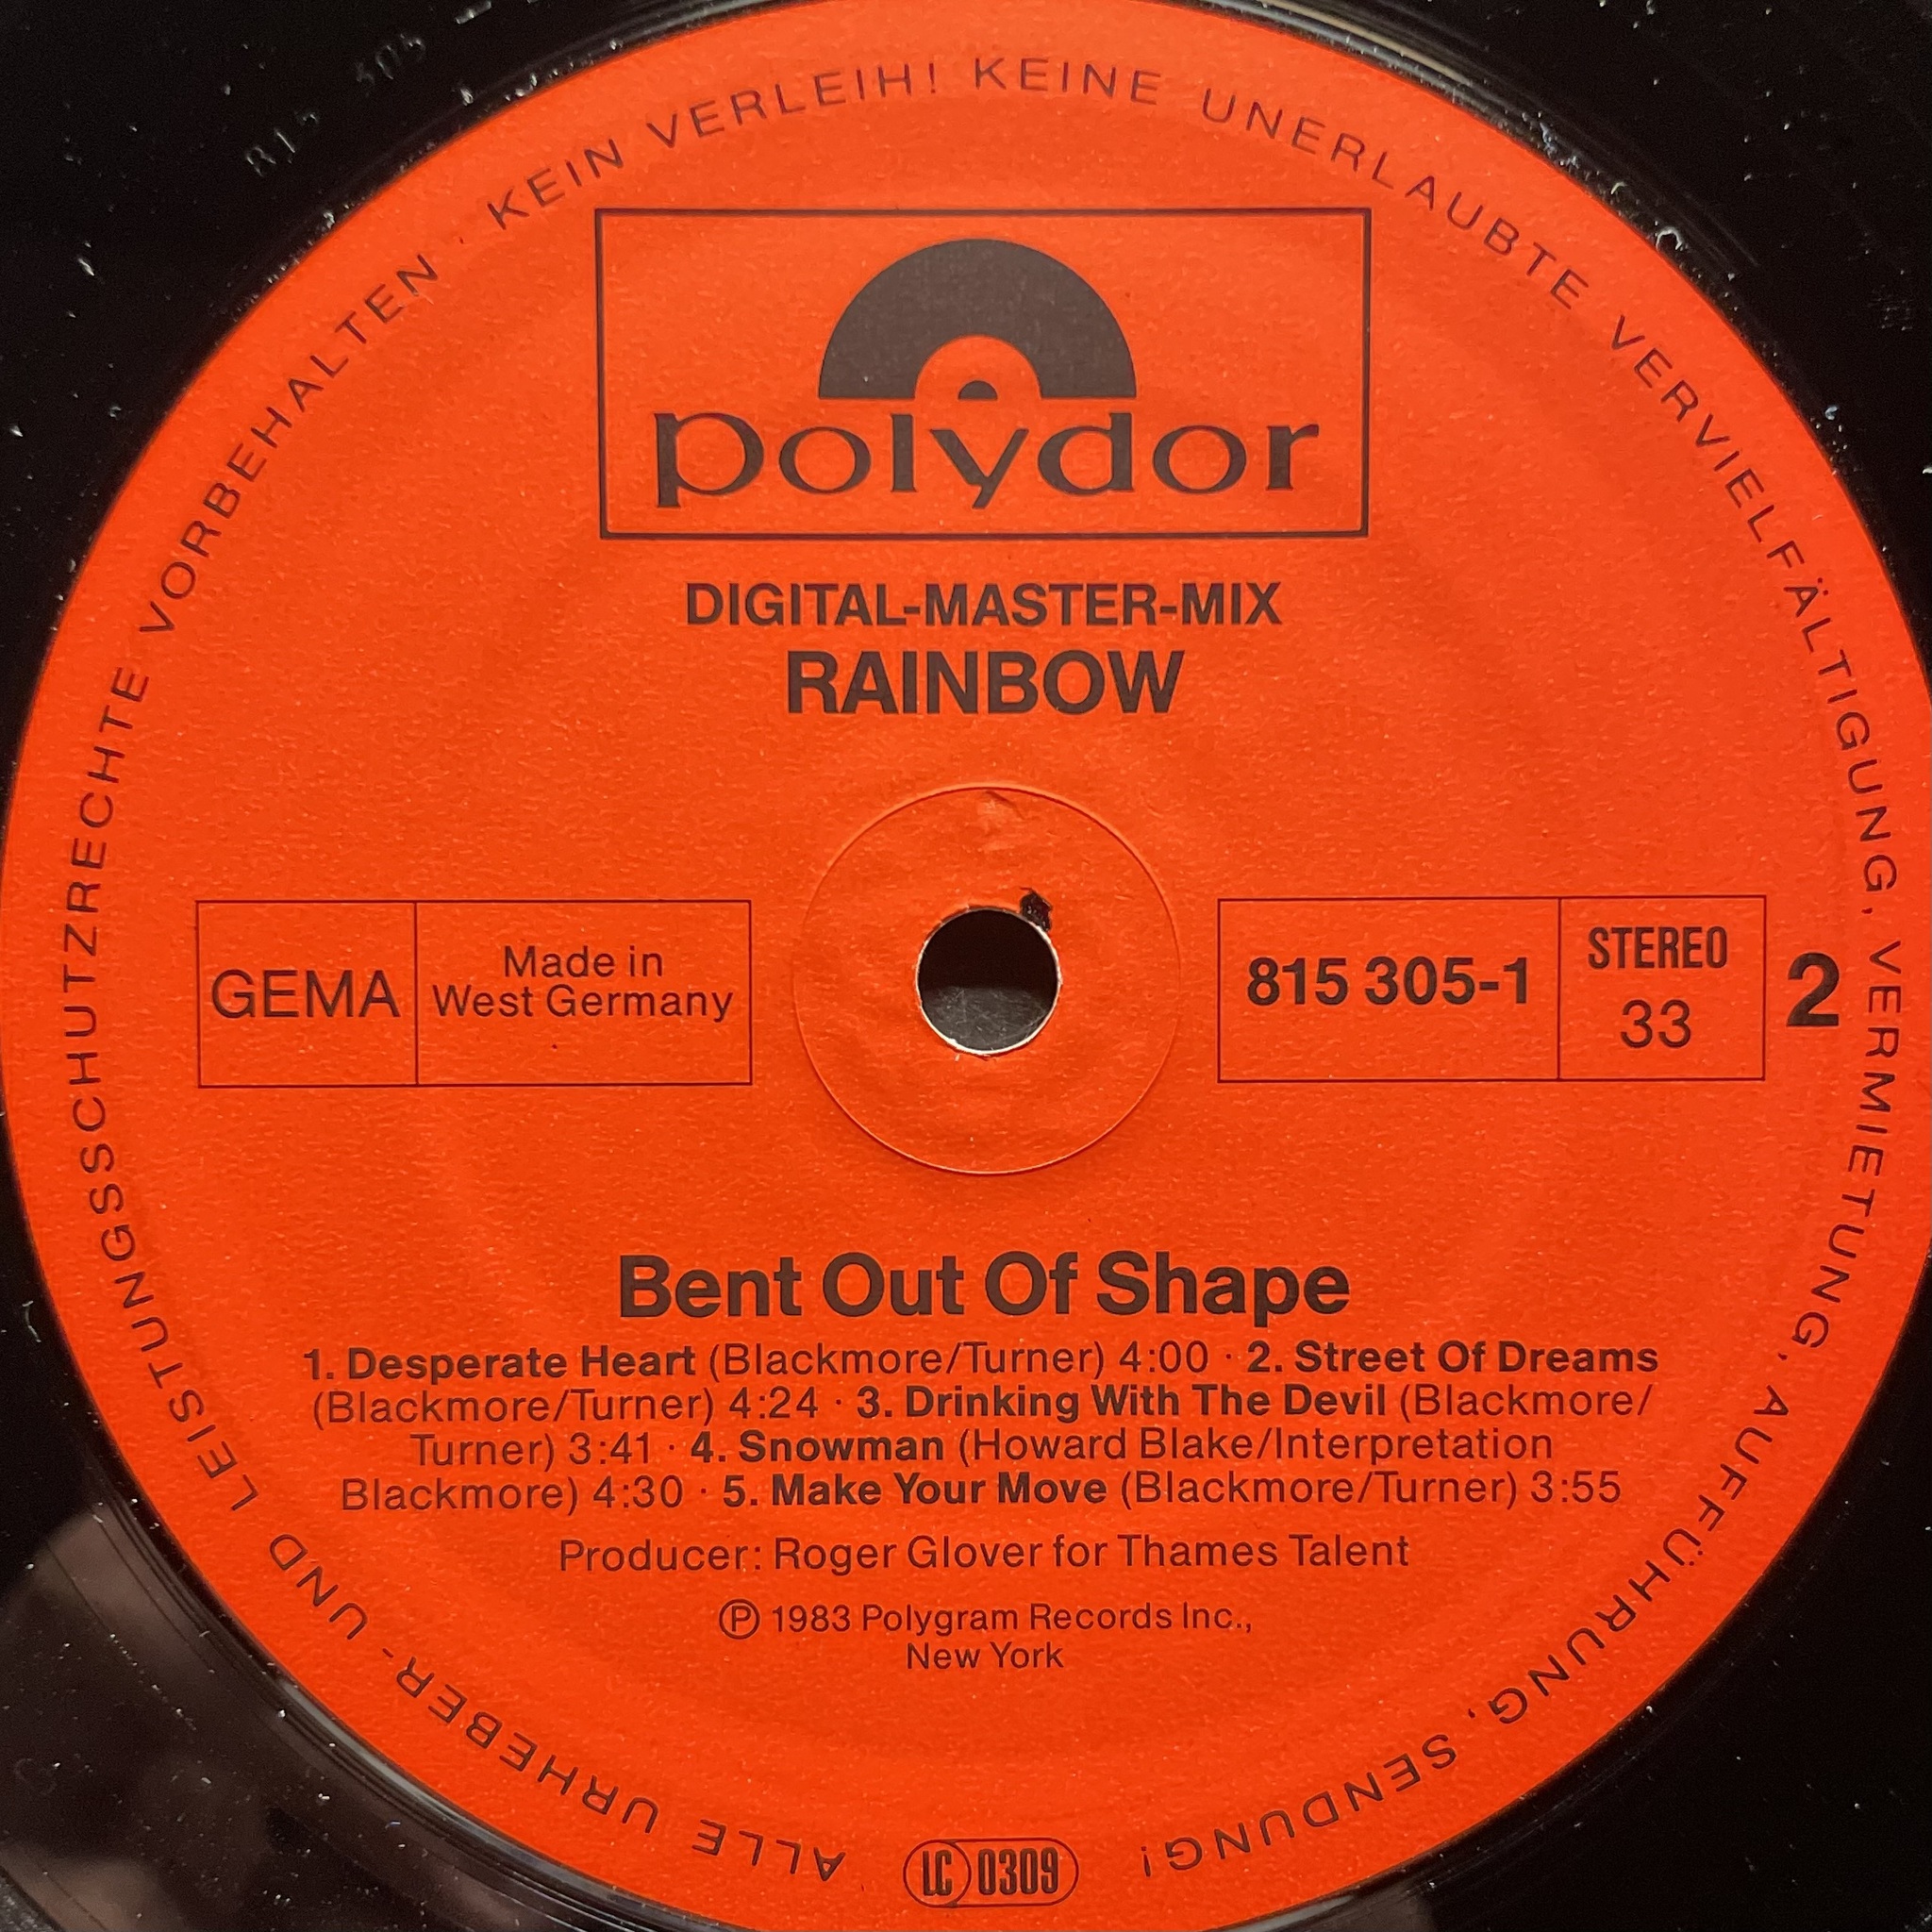 ALLE URHEBER- UND LEISTUNGSSCHUTZRECHTE VORBEHALTEN · KEIN VERLEIH! KEINE UNERLAUBTE VERVIELFÄLTIGUNG, VERMIETUNG, AUFFÜHRUNG, SENDUNG!
polydor
DIGITAL-MASTER-MIX
RAINBOW
GEMA
Made in
West Germany
815 305-1
STEREO
33
2
Bent Out Of Shape
1. Desperate Heart (Blackmore/Turner) 4:00 · 2. Street Of Dreams
(Blackmore/Turner) 4:24 · 3. Drinking With The Devil (Blackmore/
Turner) 3:41 · 4. Snowman (Howard Blake/Interpretation
Blackmore) 4:30 · 5. Make Your Move (Blackmore/Turner) 3:55
Producer: Roger Glover for Thames Talent
Ⓟ 1983 Polygram Records Inc.,
New York
LC 0309